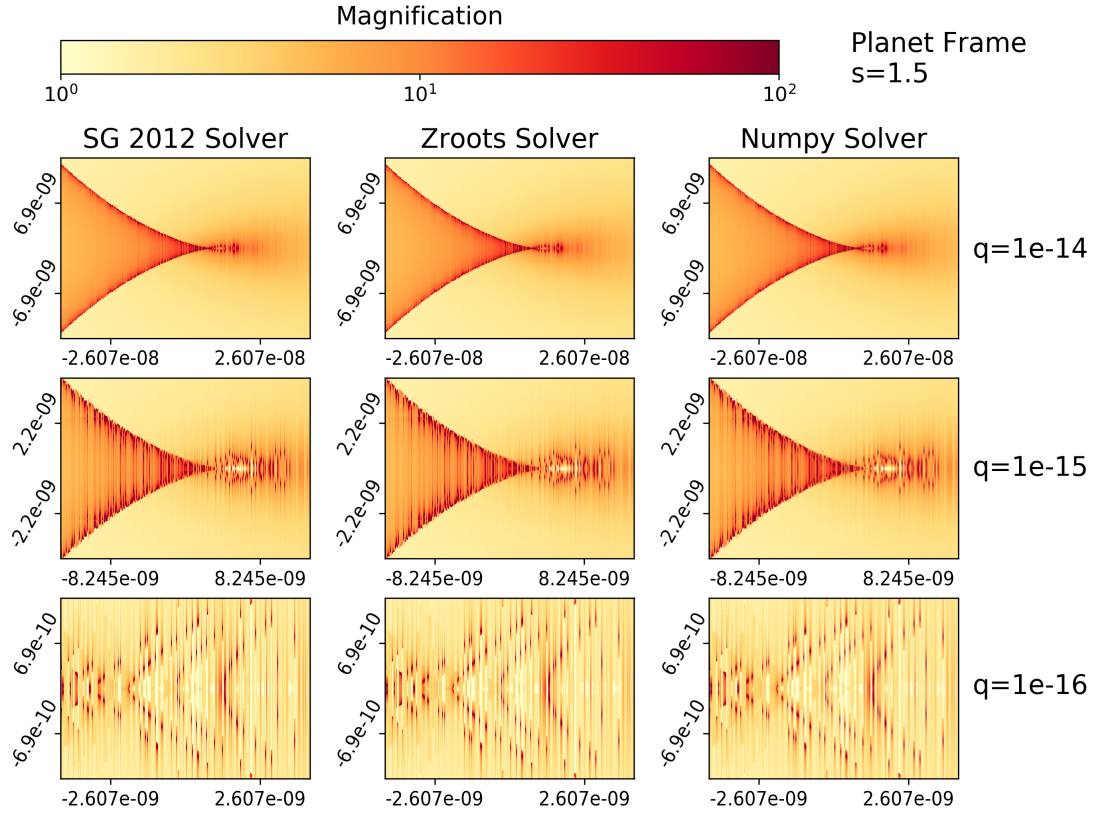 Magnification
Planet Frame
s=1.5
10⁰ 10¹ 10²
SG 2012 Solver Zroots Solver Numpy Solver
6.9e-09 6.9e-09 6.9e-09
q=1e-14
-6.9e-09 -6.9e-09 -6.9e-09
-2.607e-08 2.607e-08 -2.607e-08 2.607e-08 -2.607e-08 2.607e-08
2.2e-09 2.2e-09 2.2e-09
q=1e-15
-2.2e-09 -2.2e-09 -2.2e-09
-8.245e-09 8.245e-09 -8.245e-09 8.245e-09 -8.245e-09 8.245e-09
6.9e-10 6.9e-10 6.9e-10
q=1e-16
-6.9e-10 -6.9e-10 -6.9e-10
-2.607e-09 2.607e-09 -2.607e-09 2.607e-09 -2.607e-09 2.607e-09